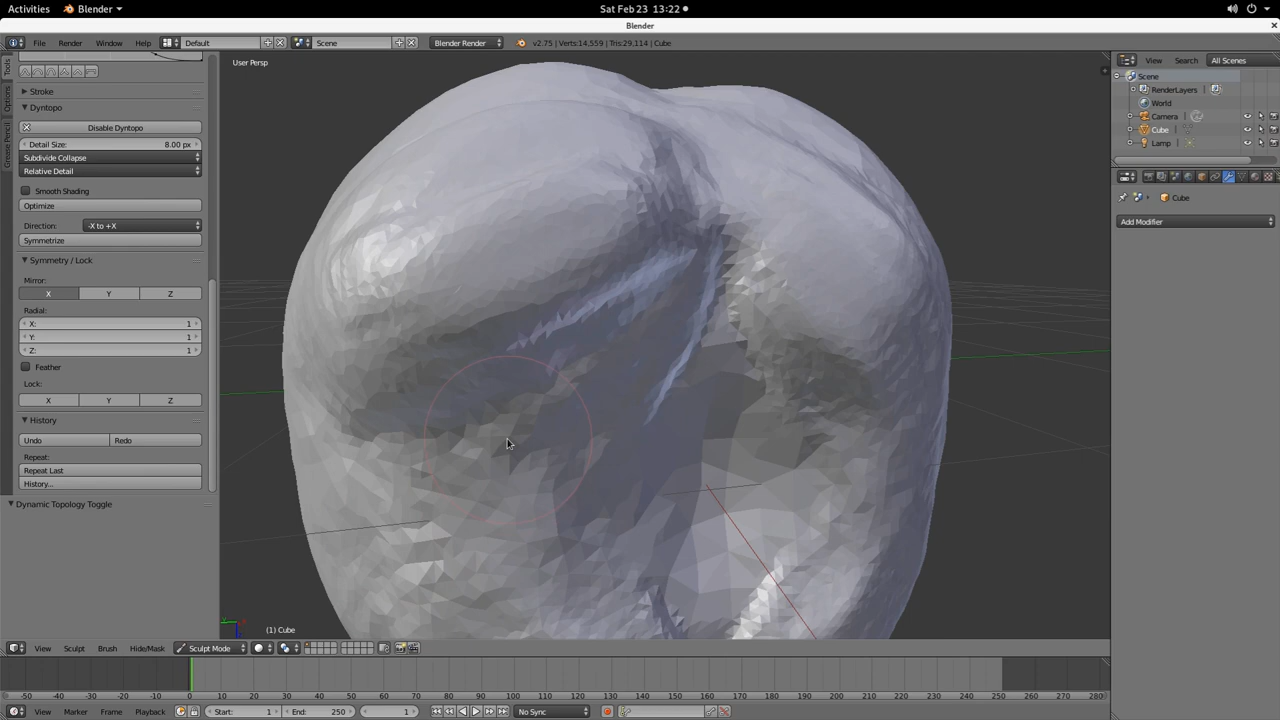 Activities Blender Sat Feb 23 13:22
Blender
File Render Window Help Default Scene Blender Render v2.75 | Verts:14,559 | Tris:29,114 | Cube
Tools
Options
Grease Pencil
Stroke
Dyntopo
Disable Dyntopo
Detail Size: 8.00 px
Subdivide Collapse
Relative Detail
Smooth Shading
Optimize
Direction: -X to +X
Symmetrize
Symmetry / Lock
Mirror:
X Y Z
Radial:
X: 1
Y: 1
Z: 1
Feather
Lock:
X Y Z
History
Undo Redo
Repeat:
Repeat Last
History...
Dynamic Topology Toggle
User Persp
(1) Cube
View Search All Scenes
Scene
RenderLayers
World
Camera
Cube
Lamp
Cube
Add Modifier
View Sculpt Brush Hide/Mask Sculpt Mode
-50 -40 -30 -20 -10 0 10 20 30 40 50 60 70 80 90 100 110 120 130 140 150 160 170 180 190 200 210 220 230 240 250 260 270 280
View Marker Frame Playback Start: 1 End: 250 1 No Sync